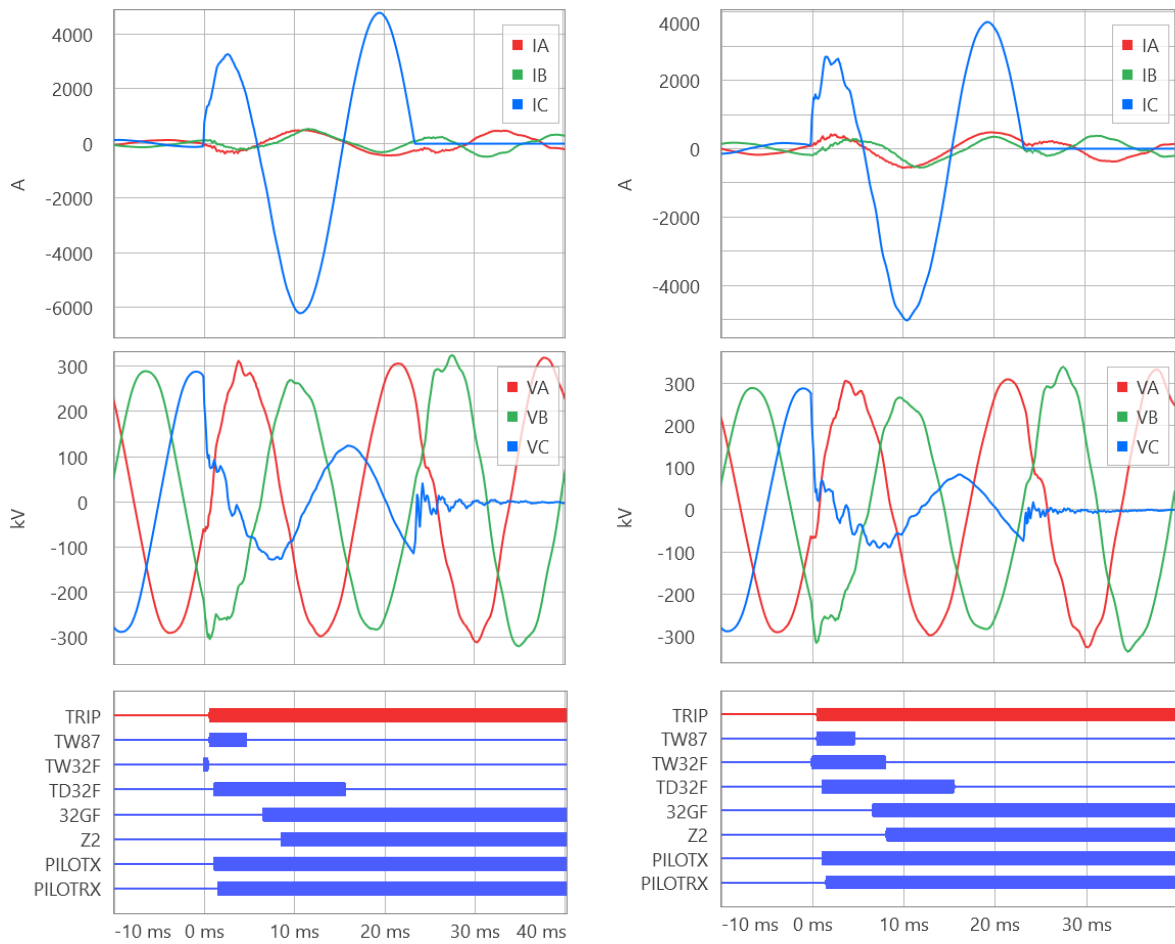 4000
2000
0
-2000
-4000
-6000
A
IA
IB
IC
300
200
100
0
-100
-200
-300
kV
VA
VB
VC
TRIP
TW87
TW32F
TD32F
32GF
Z2
PILOTX
PILOTRX
-10 ms 0 ms 10 ms 20 ms 30 ms 40 ms
4000
2000
0
-2000
-4000
A
IA
IB
IC
300
200
100
0
-100
-200
-300
kV
VA
VB
VC
TRIP
TW87
TW32F
TD32F
32GF
Z2
PILOTX
PILOTRX
-10 ms 0 ms 10 ms 20 ms 30 ms